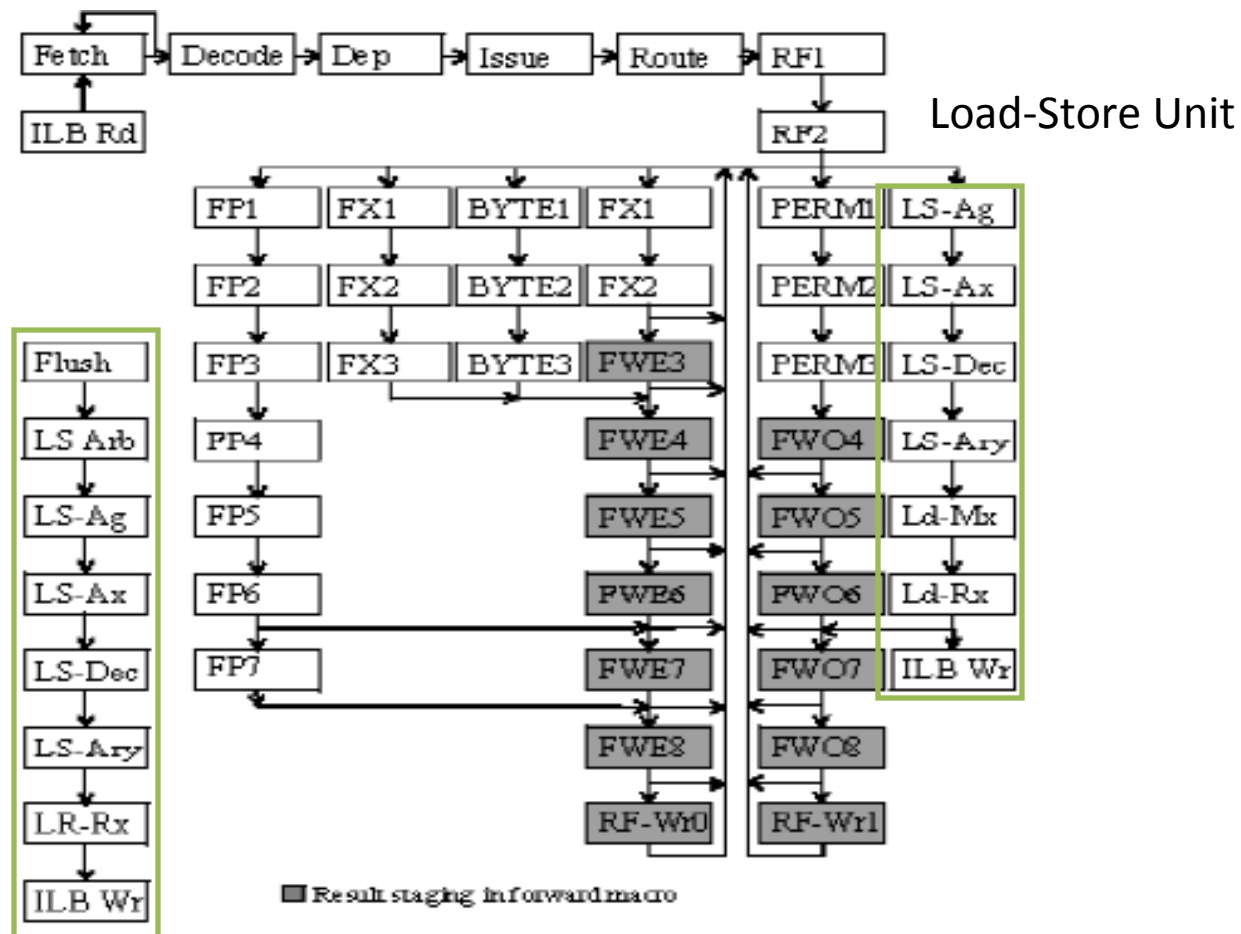 Fetch Decode Dep Issue Route RF1
Load-Store Unit
ILB Rd RF2
FP1 FX1 BYTE1 FX1 PERM1 LS-Ag
FP2 FX2 BYTE2 FX2 PERM2 LS-Ax
Flush FP3 FX3 BYTE3 FWE3 PERM3 LS-Dec
LS Arb FP4 FWE4 FWO4 LS-Ary
LS-Ag FP5 FWE5 FWO5 Ld-Mx
LS-Ax FP6 FWE6 FWO6 Ld-Rx
LS-Dec FP7 FWE7 FWO7 ILB Wr
LS-Ary FWE8 FWO8
LR-Rx RF-Wr0 RF-Wr1
ILB Wr
Result staging in forward macro